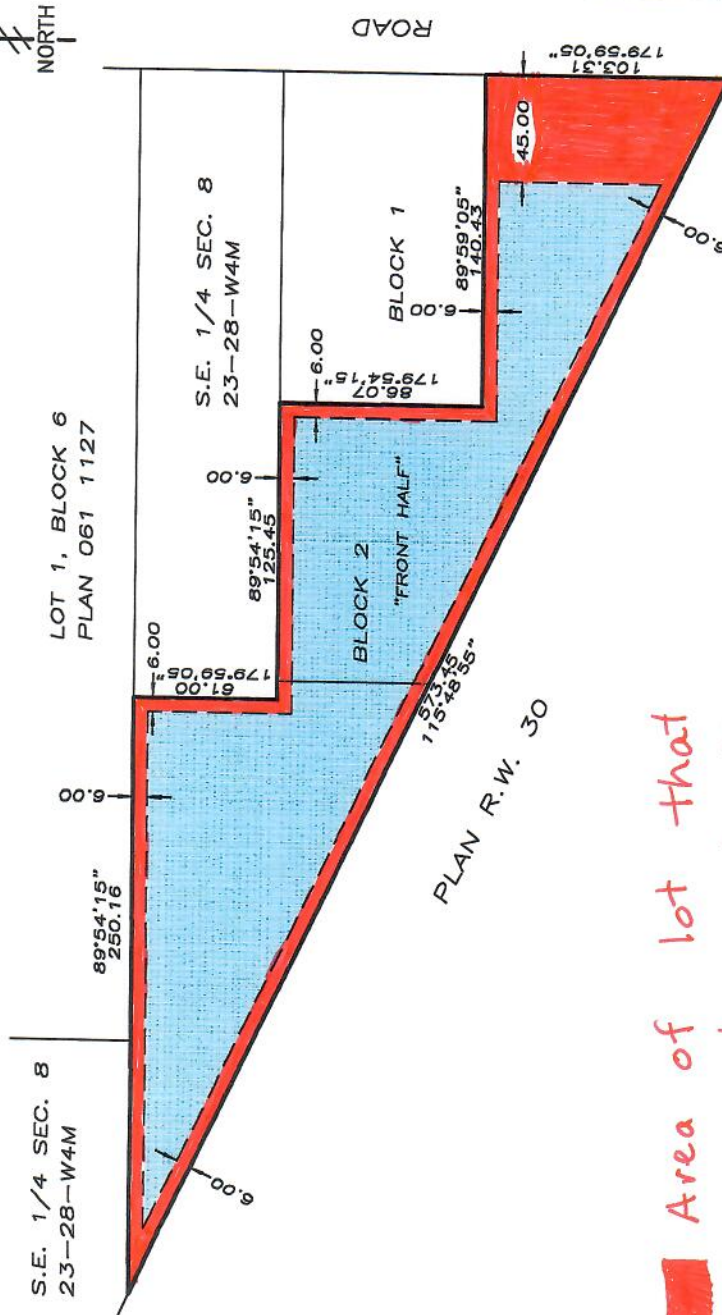 NORTH
ROAD
LOT 1, BLOCK 6
PLAN 061 1127
S.E. 1/4 SEC. 8
23-28-W4M
S.E. 1/4 SEC. 8
23-28-W4M
BLOCK 1
BLOCK 2
"FRONT HALF"
PLAN R.W. 30
89°54'15"
250.16
6.00
6.00
61.00
179°59'05"
89°54'15"
125.45
6.00
6.00
86.07
179°54'15"
89°59'05"
140.43
6.00
45.00
103.31
179°59'05"
6.00
573.45
115°48'55"
6.00
Area of lot that